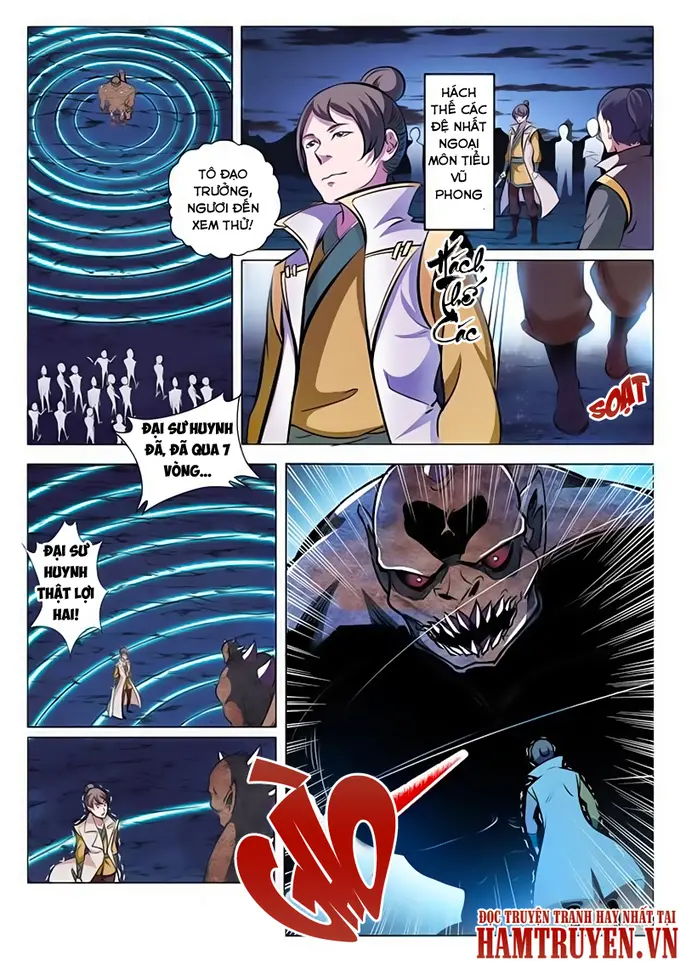 TÔ ĐẠO
TRƯỞNG,
NGƯƠI ĐẾN
XEM THỬ!
HÁCH
THẾ CÁC
ĐỆ NHẤT
NGOẠI
MÔN TIỂU
VŨ
PHONG
Hách
Thế
Các
SOẠT
ĐẠI SƯ HUYNH
ĐÃ, ĐÃ QUA 7
VÒNG...
ĐẠI SƯ
HUYNH
THẬT LỢI
HẠI!
GÀO
ĐỌC TRUYỆN TRANH HAY NHẤT TẠI
HAMTRUYEN.VN